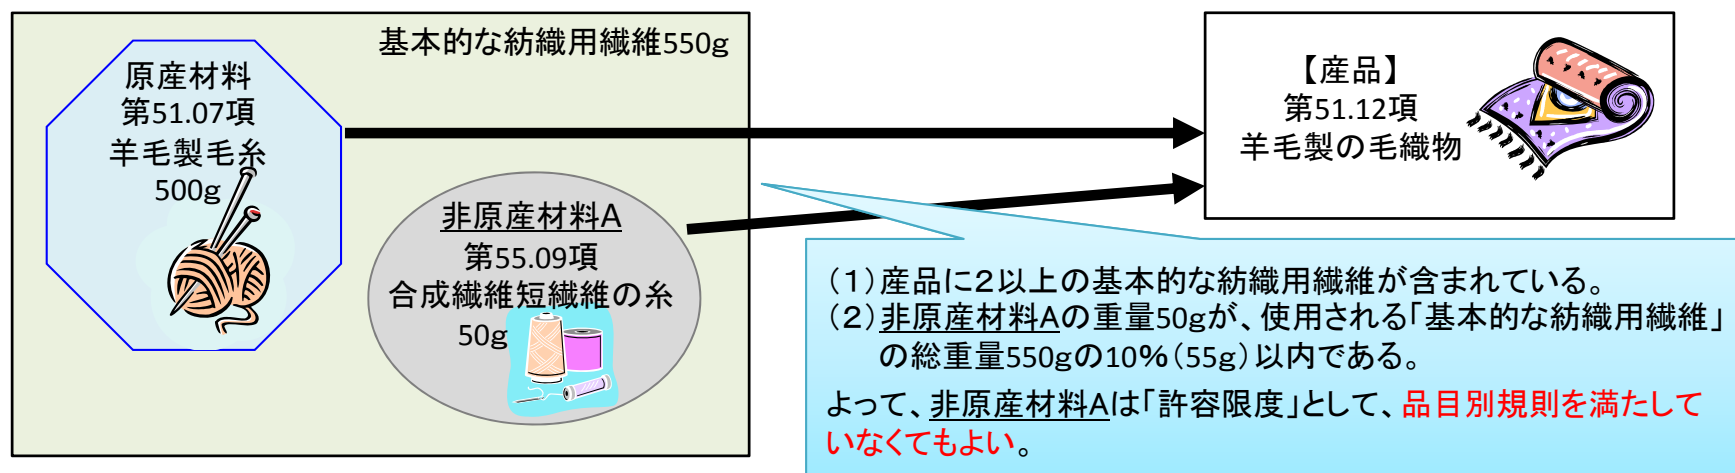 基本的な紡織用繊維550g
原産材料
第51.07項
羊毛製毛糸
500g
非原産材料A
第55.09項
合成繊維短繊維の糸
50g
【産品】
第51.12項
羊毛製の毛織物
(1)産品に2以上の基本的な紡織用繊維が含まれている。
(2)非原産材料Aの重量50gが、使用される「基本的な紡織用繊維」
の総重量550gの10%(55g)以内である。
よって、非原産材料Aは「許容限度」として、品目別規則を満たして
いなくてもよい。